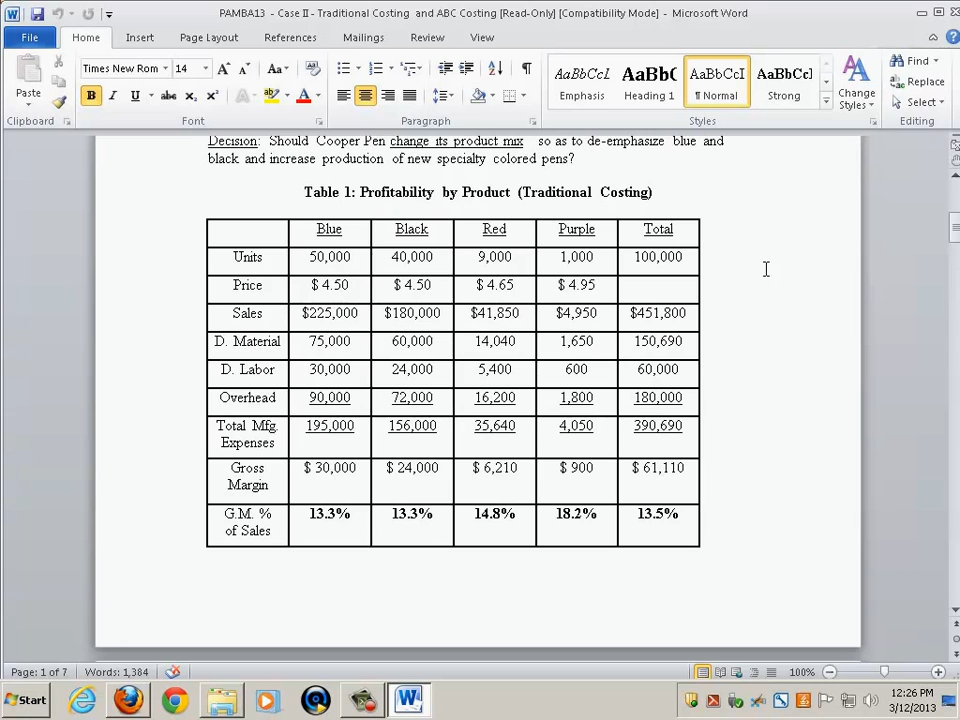 PAMBA13 - Case II - Traditional Costing and ABC Costing [Read-Only] [Compatibility Mode] - Microsoft Word
File Home Insert Page Layout References Mailings Review View
Times New Rom 14 Aa AaBbCcI AaBb( AaBbCcI AaBbCc Find
Paste Replace
B I U abc x₂ x² A A Emphasis Heading 1 ¶ Normal Strong Change Styles Select
Clipboard Font Paragraph Styles Editing
Decision: Should Cooper Pen change its product mix so as to de-emphasize blue and
black and increase production of new specialty colored pens?
Table 1: Profitability by Product (Traditional Costing)
Blue Black Red Purple Total
Units 50,000 40,000 9,000 1,000 100,000
Price $ 4.50 $ 4.50 $ 4.65 $ 4.95
Sales $225,000 $180,000 $41,850 $4,950 $451,800
D. Material 75,000 60,000 14,040 1,650 150,690
D. Labor 30,000 24,000 5,400 600 60,000
Overhead 90,000 72,000 16,200 1,800 180,000
Total Mfg. 195,000 156,000 35,640 4,050 390,690
Expenses
Gross $ 30,000 $ 24,000 $ 6,210 $ 900 $ 61,110
Margin
G.M. % 13.3% 13.3% 14.8% 18.2% 13.5%
of Sales
Page: 1 of 7 Words: 1,384 100%
Start 12:26 PM
3/12/2013